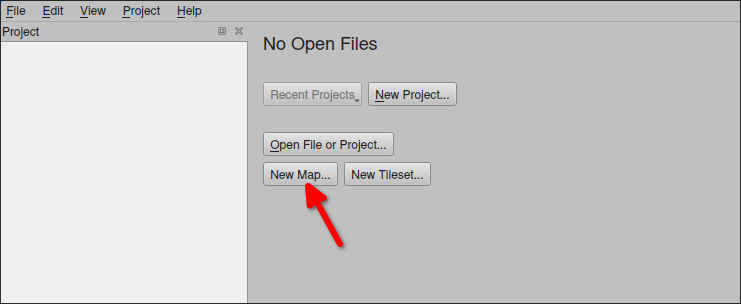 File Edit View Project Help
Project
No Open Files
Recent Projects New Project...
Open File or Project...
New Map... New Tileset...